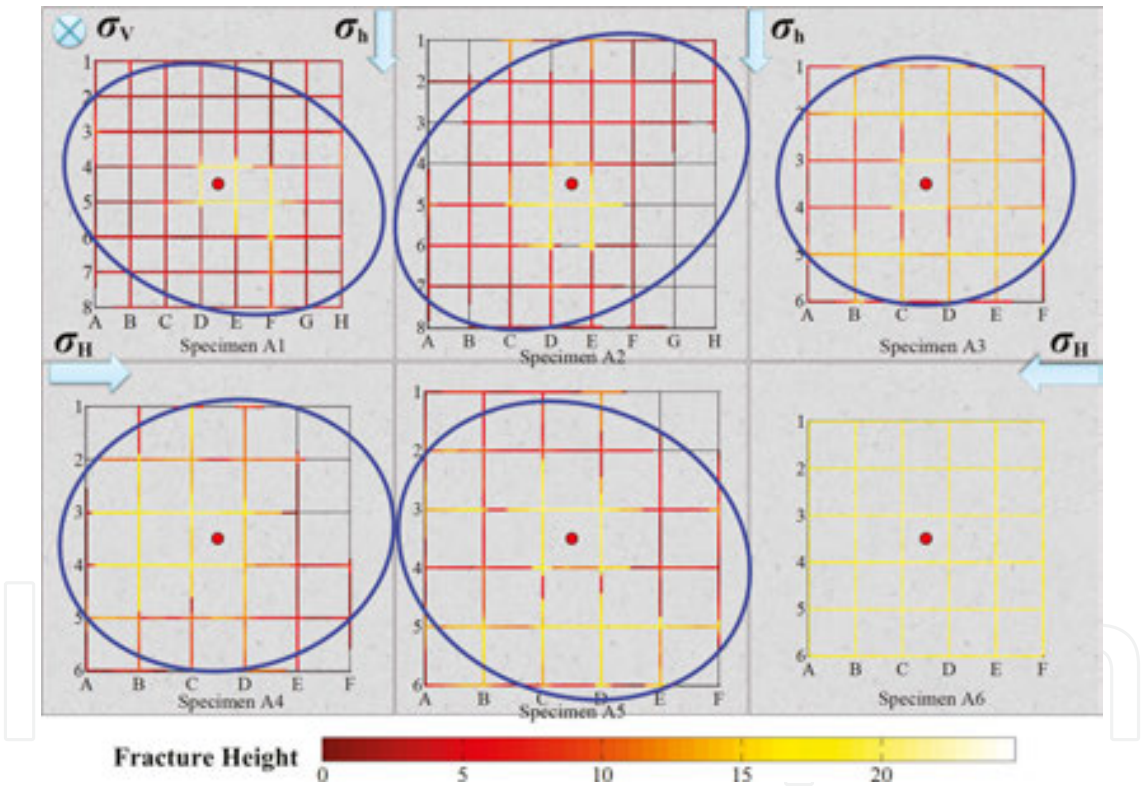 σV σh σh
1 2 3 4 5 6 7 8
A B C D E F G H
Specimen A1
1 2 3 4 5 6 7 8
A B C D E F G H
Specimen A2
1 2 3 4 5 6
A B C D E F
Specimen A3
σH σH
1 2 3 4 5 6
A B C D E F
Specimen A4
1 2 3 4 5 6
A B C D E F
Specimen A5
1 2 3 4 5 6
A B C D E F
Specimen A6
Fracture Height
0 5 10 15 20